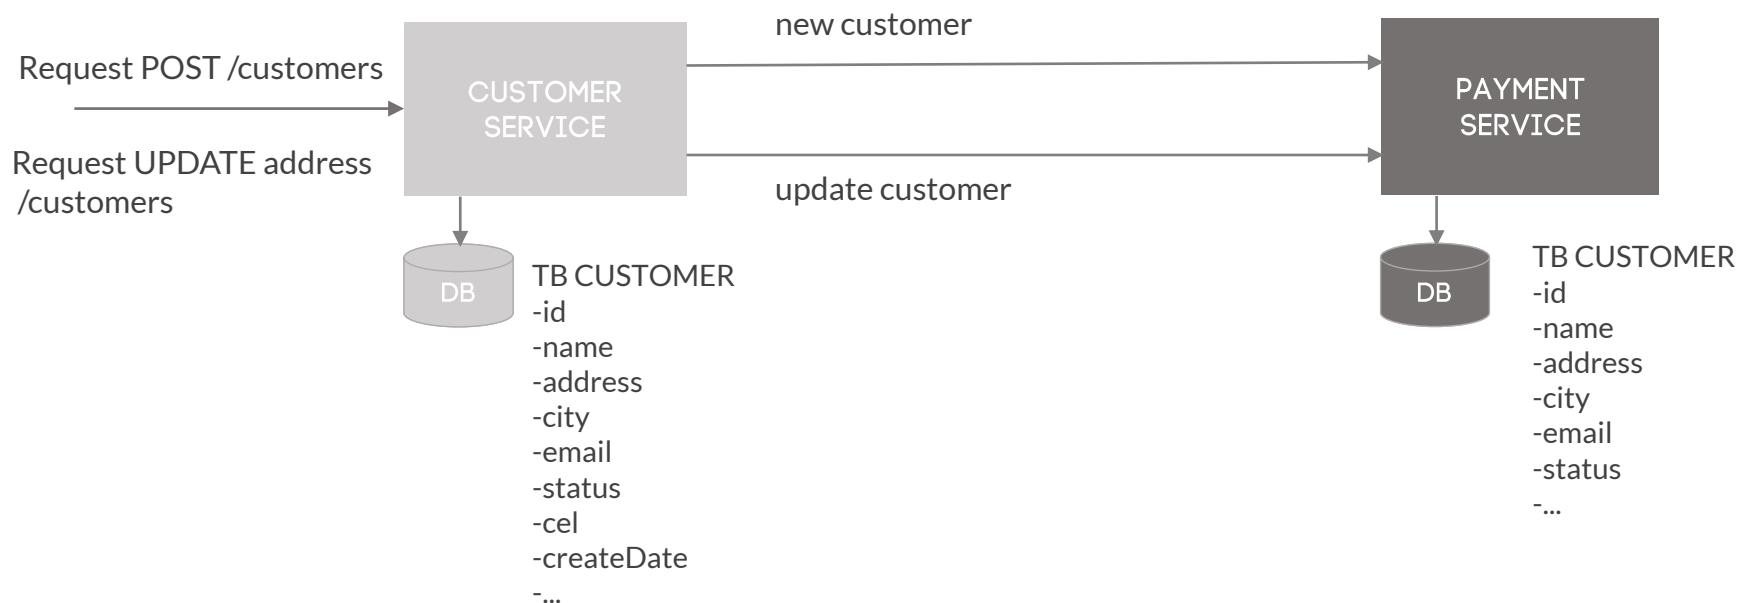 new customer
Request POST /customers
CUSTOMER
SERVICE
PAYMENT
SERVICE
Request UPDATE address
/customers
update customer
DB
TB CUSTOMER
-id
-name
-address
-city
-email
-status
-cel
-createDate
-...
DB
TB CUSTOMER
-id
-name
-address
-city
-email
-status
-...